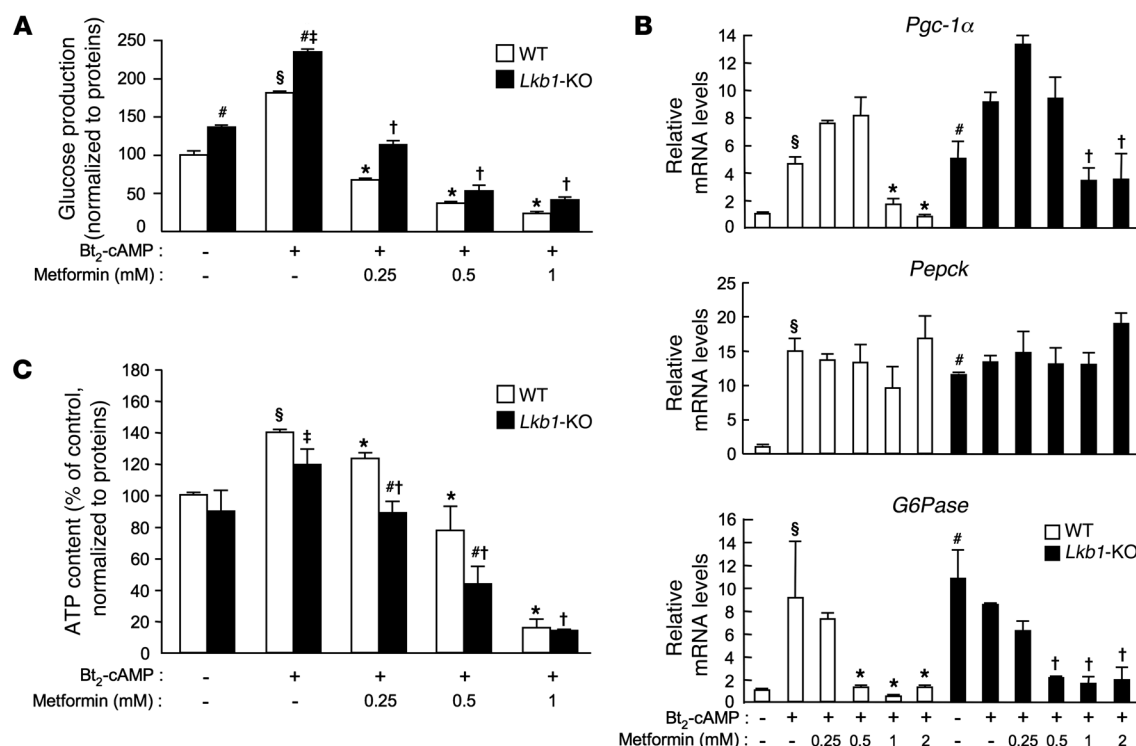 A
Glucose production
(normalized to proteins)
250
200
150
100
50
0
WT
Lkb1-KO
#
§
#‡
*
†
*
†
*
†
Bt₂-cAMP : - + + + +
Metformin (mM) : - - 0.25 0.5 1
B
Pgc-1α
Relative
mRNA levels
14
12
10
8
6
4
2
0
§
*
*
#
†
†
Pepck
Relative
mRNA levels
25
20
15
10
5
0
§
#
G6Pase
Relative
mRNA levels
16
14
12
10
8
6
4
2
0
WT
Lkb1-KO
§
*
*
*
#
†
†
†
Bt₂-cAMP : - + + + + + - + + + + +
Metformin (mM) : - - 0.25 0.5 1 2 - - 0.25 0.5 1 2
C
ATP content (% of control,
normalized to proteins)
180
160
140
120
100
80
60
40
20
0
WT
Lkb1-KO
§
‡
*
#†
*
#†
*
†
Bt₂-cAMP : - + + + +
Metformin (mM) : - - 0.25 0.5 1